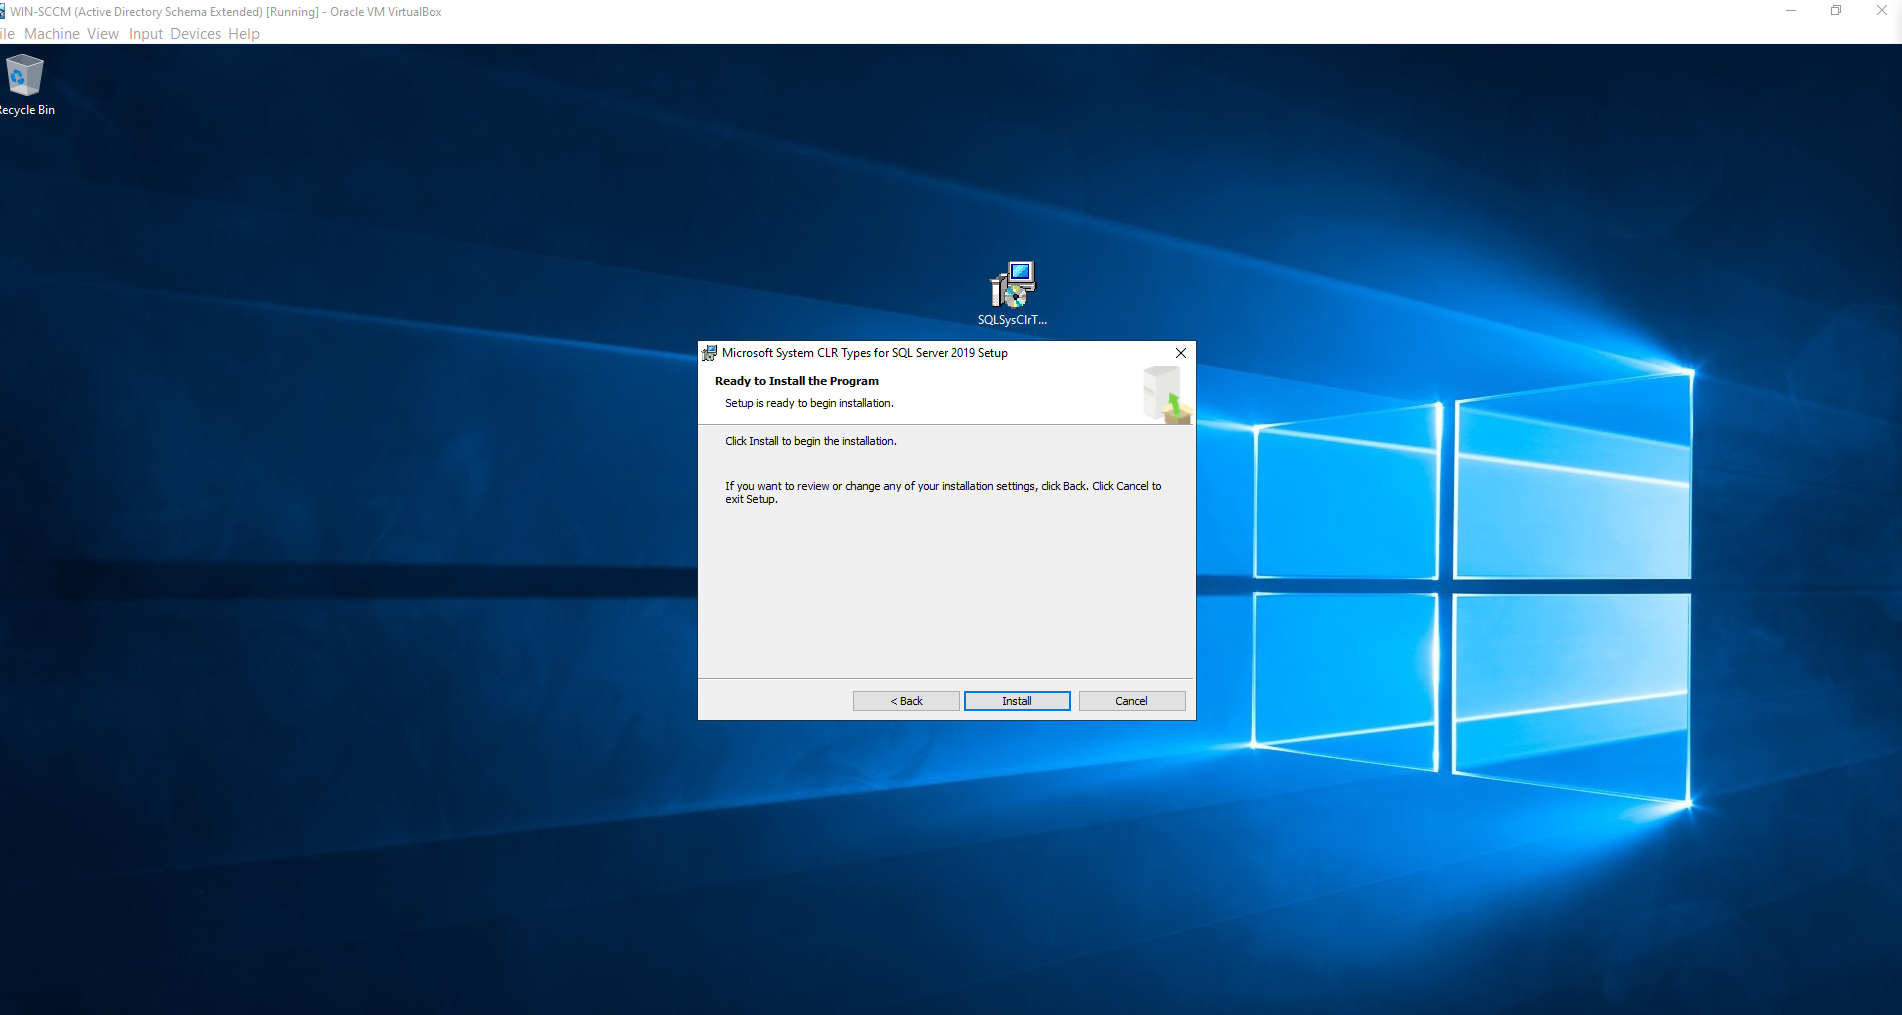 WIN-SCCM (Active Directory Schema Extended) [Running] - Oracle VM VirtualBox
ile Machine View Input Devices Help
Recycle Bin
SQLSysClrT...
Microsoft System CLR Types for SQL Server 2019 Setup
Ready to Install the Program
Setup is ready to begin installation.
Click Install to begin the installation.
If you want to review or change any of your installation settings, click Back. Click Cancel to
exit Setup.
< Back Install Cancel